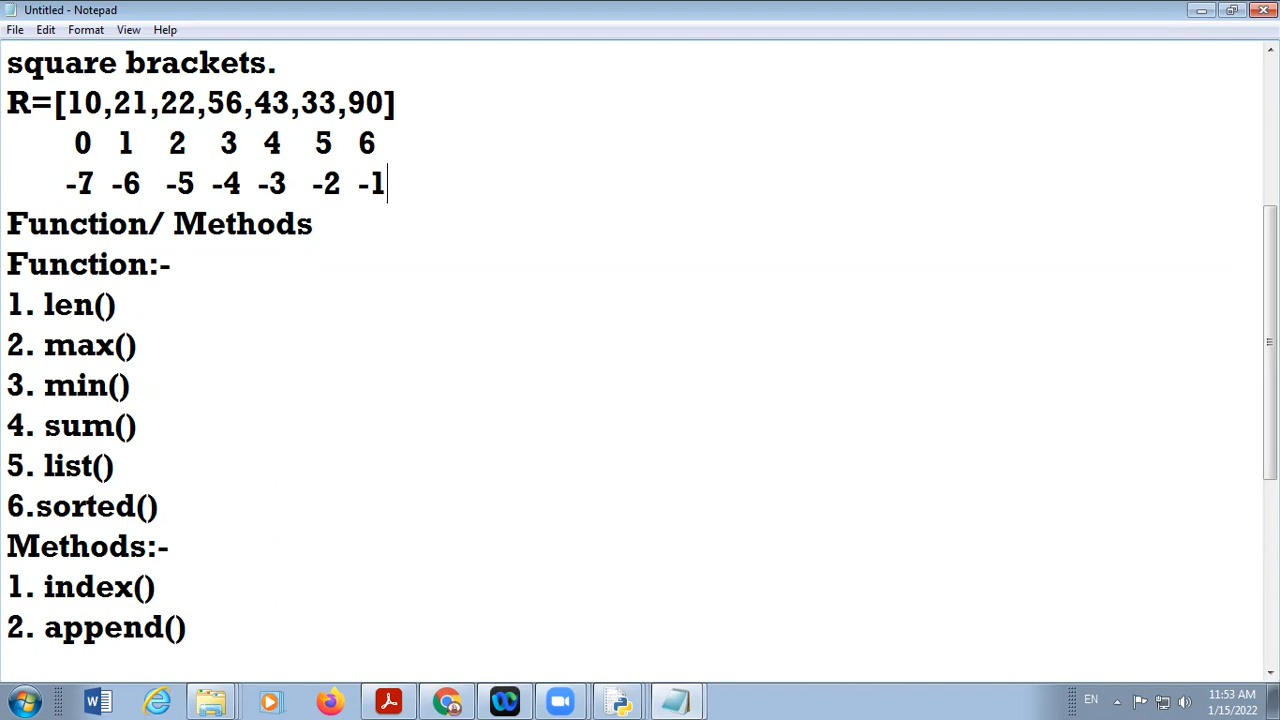 Untitled - Notepad
File Edit Format View Help
square brackets.
R=[10,21,22,56,43,33,90]
0 1 2 3 4 5 6
-7 -6 -5 -4 -3 -2 -1
Function/ Methods
Function:-
1. len()
2. max()
3. min()
4. sum()
5. list()
6.sorted()
Methods:-
1. index()
2. append()
EN
11:53 AM
1/15/2022